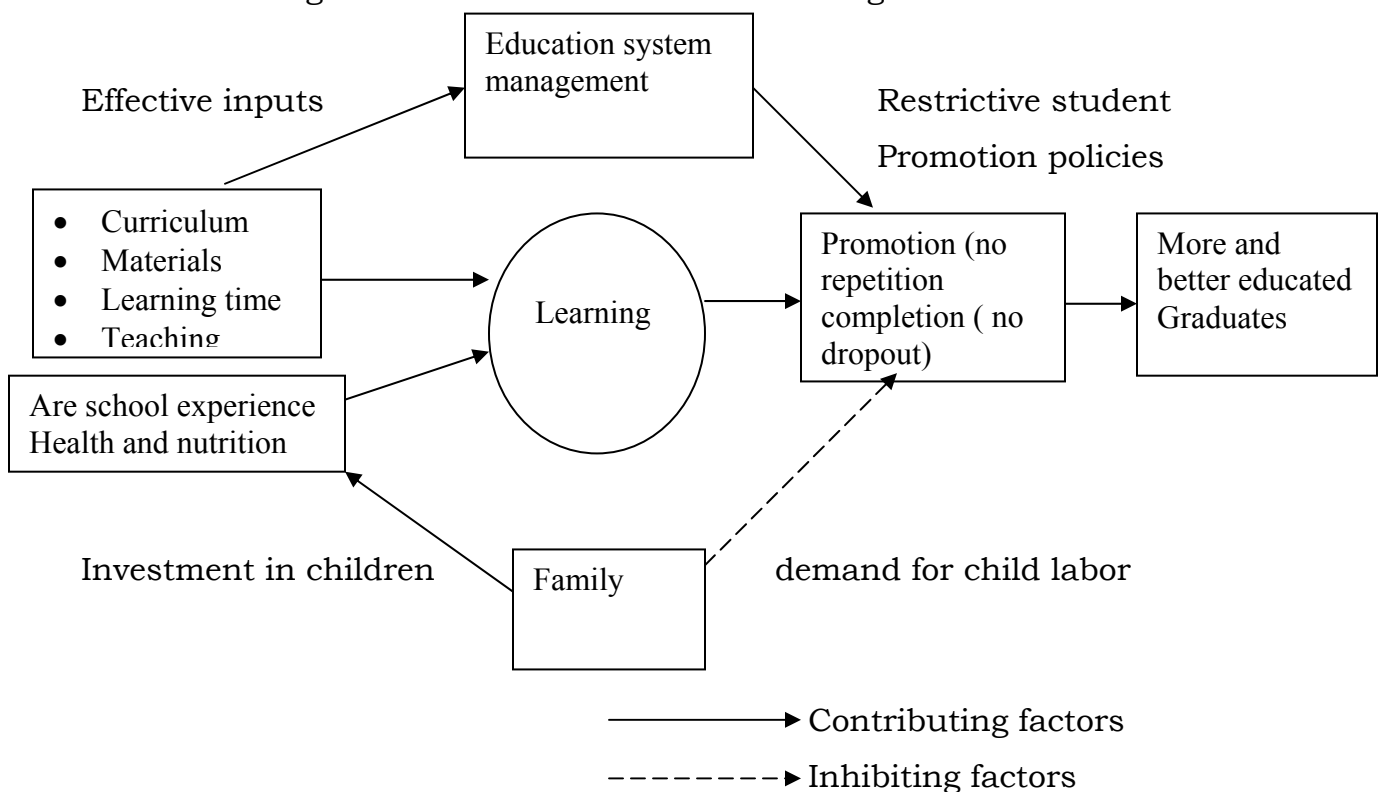 Education system
management
Effective inputs
Restrictive student
Promotion policies
• Curriculum
• Materials
• Learning time
• Teaching
Learning
Promotion (no
repetition
completion ( no
dropout)
More and
better educated
Graduates
Are school experience
Health and nutrition
Investment in children
Family
demand for child labor
Contributing factors
Inhibiting factors